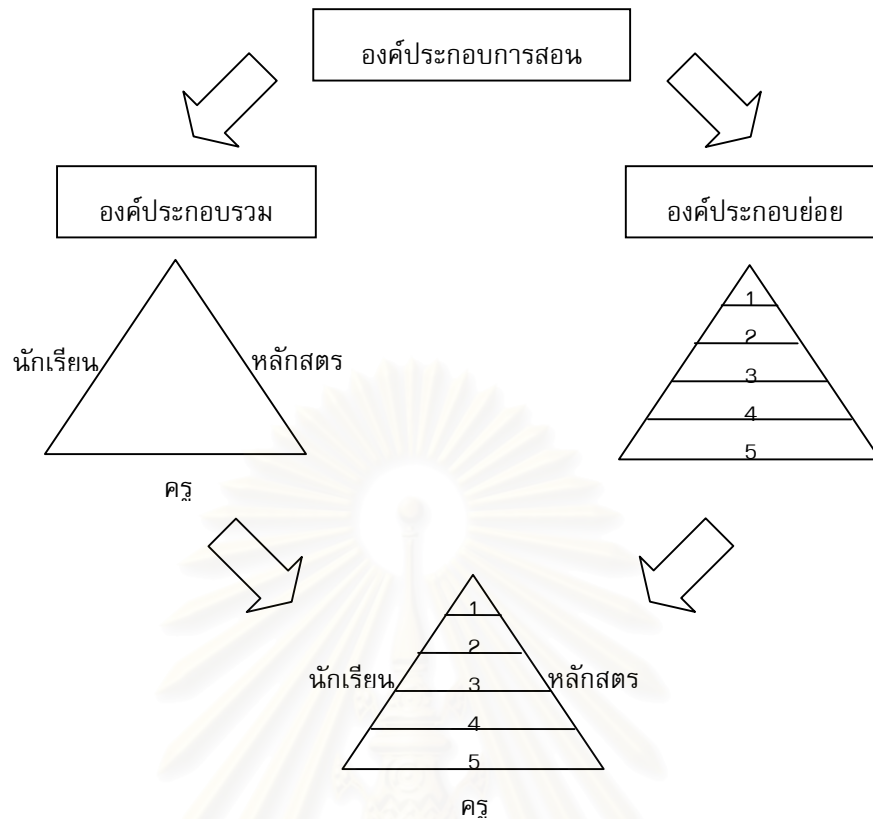 องค์ประกอบการสอน
องค์ประกอบรวม
องค์ประกอบย่อย
นักเรียน
หลักสูตร
ครู
1
2
3
4
5
นักเรียน
หลักสูตร
1
2
3
4
5
ครู